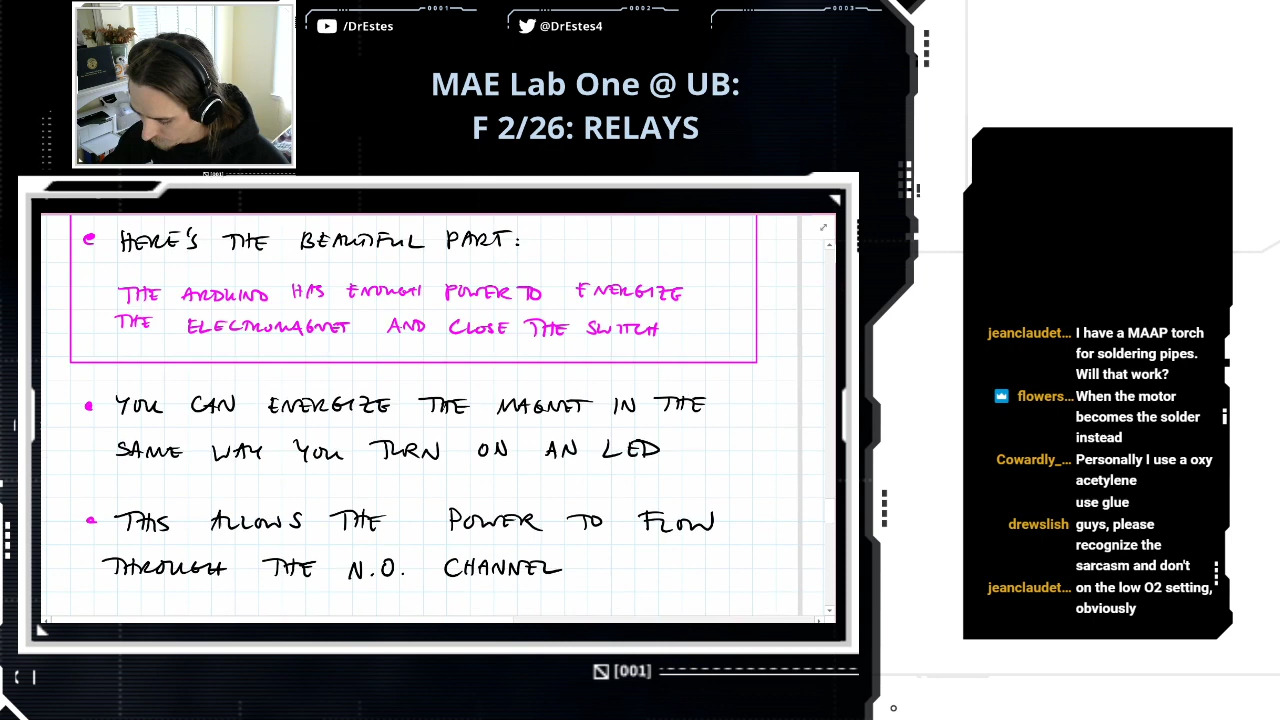 0001
0002
0003
/DrEstes
@DrEstes4
MAE Lab One @ UB:
F 2/26: RELAYS
[001]
HERE'S THE BEAUTIFUL PART:
THE ARDUINO HAS ENOUGH POWER TO ENERGIZE
THE ELECTROMAGNET AND CLOSE THE SWITCH
YOU CAN ENERGIZE THE MAGNET IN THE
SAME WAY YOU TURN ON AN LED
THIS ALLOWS THE POWER TO FLOW
THROUGH THE N.O. CHANNEL
[001]
jeanclaudet... I have a MAAP torch
for soldering pipes.
Will that work?
flowers... When the motor
becomes the solder
instead
Cowardly_... Personally I use a oxy
acetylene
use glue
drewslish guys, please
recognize the
sarcasm and don't
jeanclaudet... on the low O2 setting,
obviously